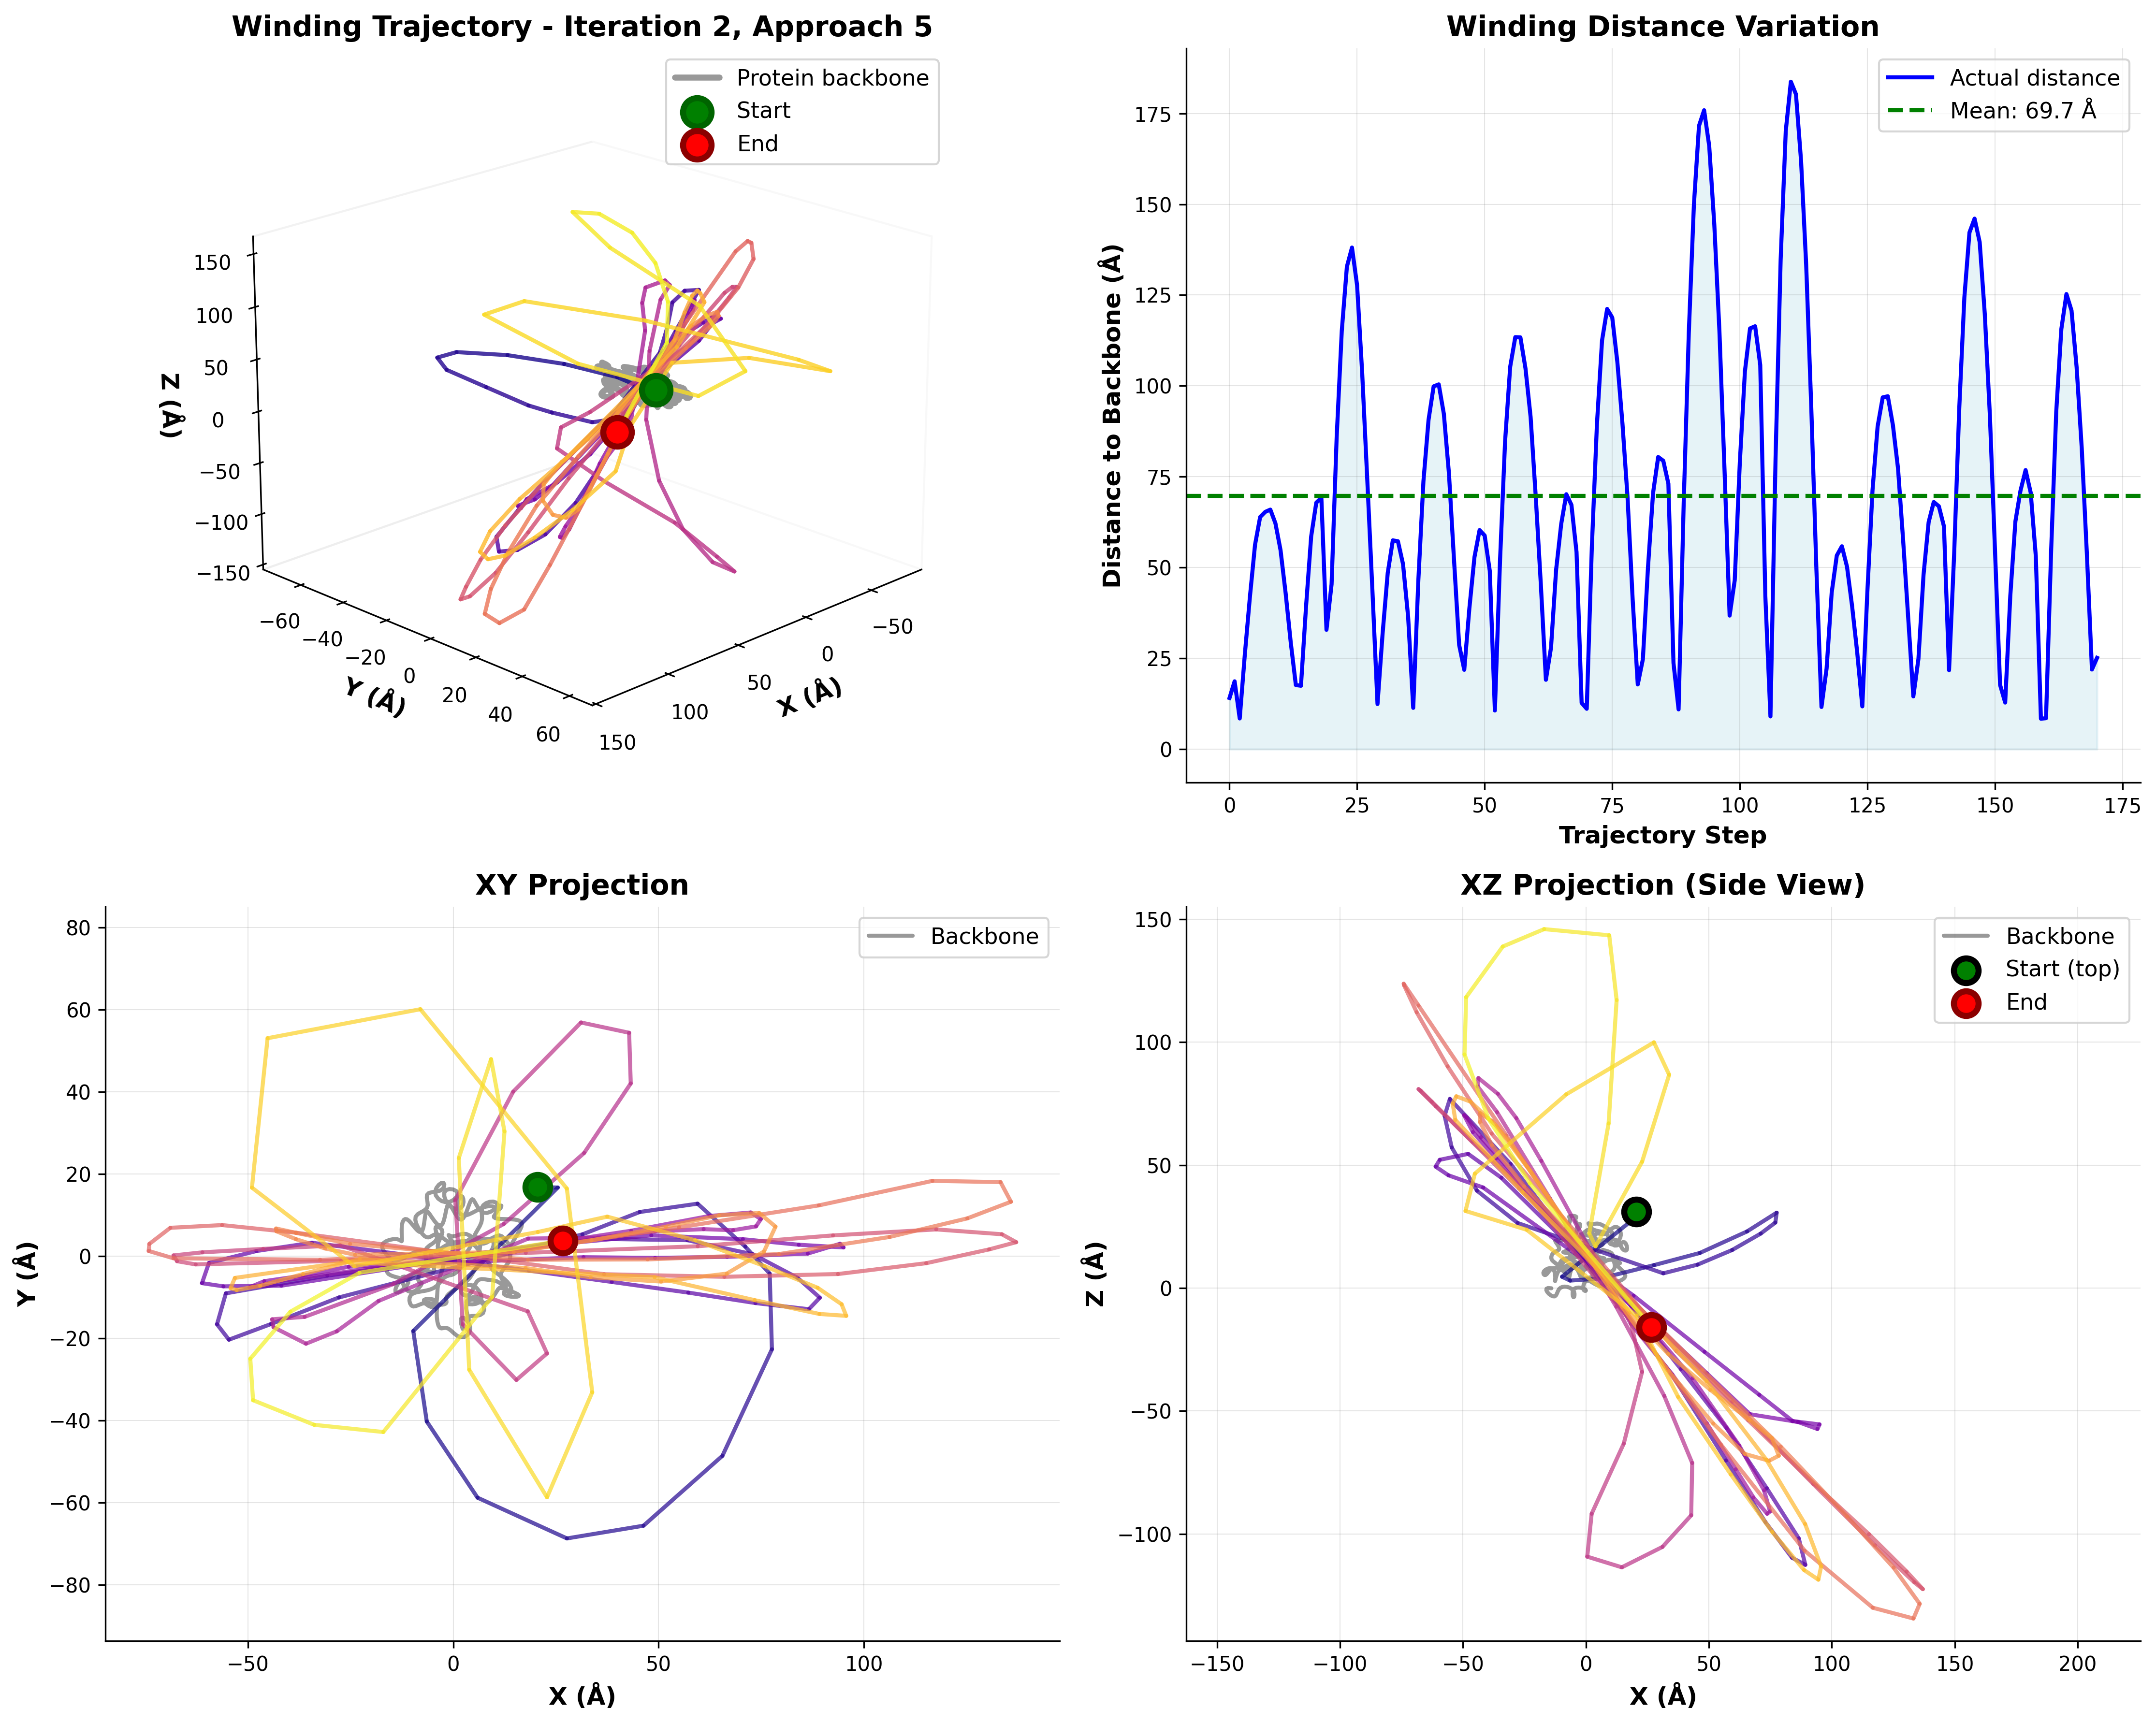 Winding Trajectory - Iteration 2, Approach 5
Protein backbone
Start
End
150
100
50
0
−50
−100
−150
Z (Å)
−60
−40
−20
0
20
40
60
Y (Å)
150
100
50
0
−50
X (Å)
Winding Distance Variation
Actual distance
Mean: 69.7 Å
175
150
125
100
75
50
25
0
Distance to Backbone (Å)
0
25
50
75
100
125
150
175
Trajectory Step
XY Projection
Backbone
80
60
40
20
0
−20
−40
−60
−80
Y (Å)
−50
0
50
100
X (Å)
XZ Projection (Side View)
Backbone
Start (top)
End
150
100
50
0
−50
−100
Z (Å)
−150
−100
−50
0
50
100
150
200
X (Å)